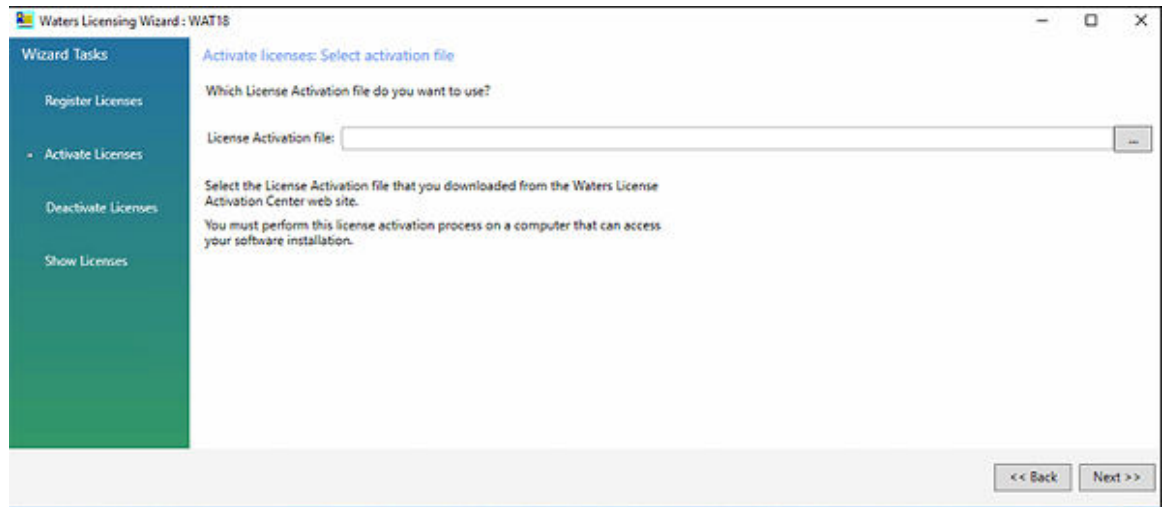 Waters Licensing Wizard : WAT18
Wizard Tasks
Register Licenses
Activate Licenses
Deactivate Licenses
Show Licenses
Activate licenses: Select activation file
Which License Activation file do you want to use?
License Activation file:
...
Select the License Activation file that you downloaded from the Waters License
Activation Center web site.
You must perform this license activation process on a computer that can access
your software installation.
<< Back
Next >>